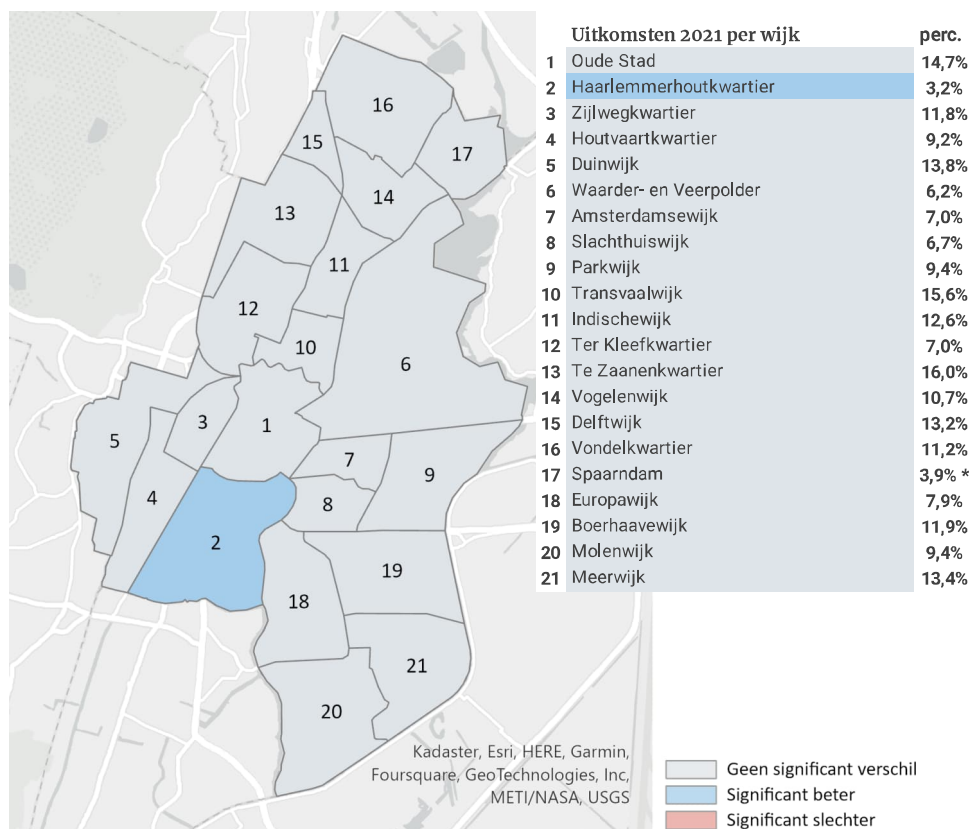 Uitkomsten 2021 per wijk perc.
1 Oude Stad 14,7%
2 Haarlemmerhoutkwartier 3,2%
3 Zijlwegkwartier 11,8%
4 Houtvaartkwartier 9,2%
5 Duinwijk 13,8%
6 Waarder- en Veerpolder 6,2%
7 Amsterdamsewijk 7,0%
8 Slachthuiswijk 6,7%
9 Parkwijk 9,4%
10 Transvaalwijk 15,6%
11 Indischewijk 12,6%
12 Ter Kleefkwartier 7,0%
13 Te Zaanenkwartier 16,0%
14 Vogelenwijk 10,7%
15 Delftwijk 13,2%
16 Vondelkwartier 11,2%
17 Spaarndam 3,9% *
18 Europawijk 7,9%
19 Boerhaavewijk 11,9%
20 Molenwijk 9,4%
21 Meerwijk 13,4%
16
15
17
14
13
11
12
10
6
3
1
5
7
9
4
8
2
19
18
21
20
Kadaster, Esri, HERE, Garmin,
Foursquare, GeoTechnologies, Inc,
METI/NASA, USGS
Geen significant verschil
Significant beter
Significant slechter